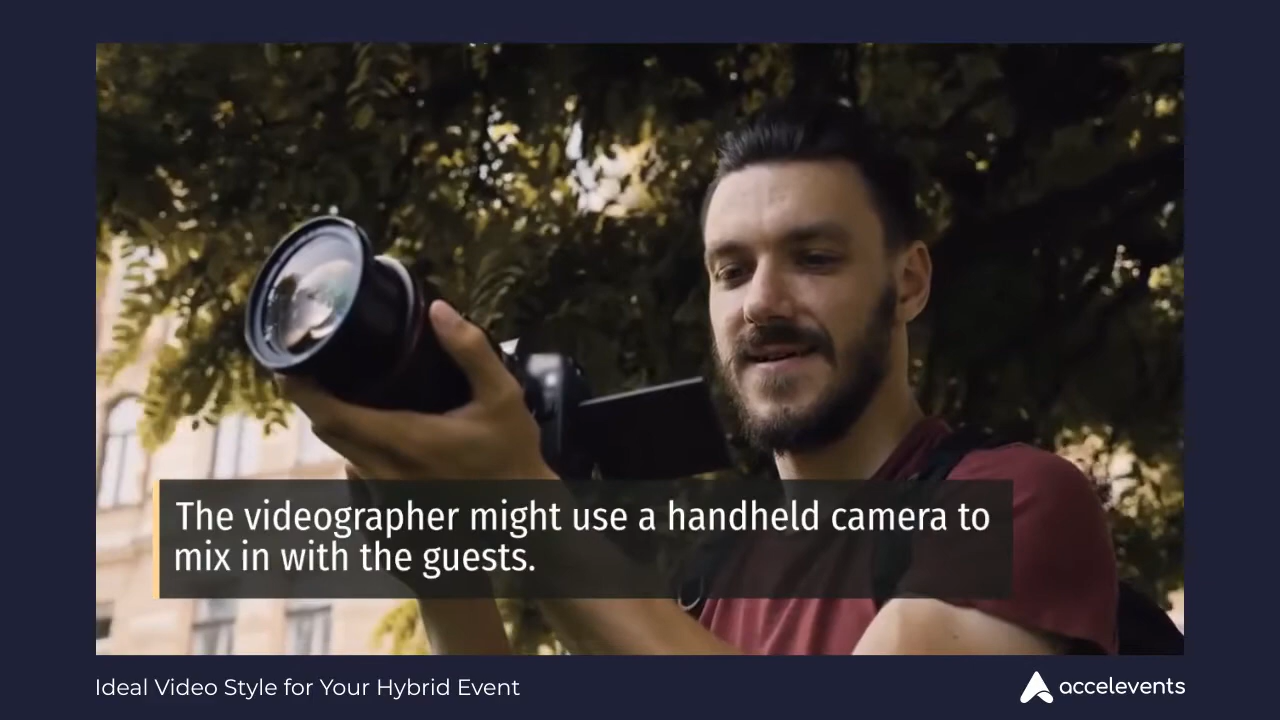 The videographer might use a handheld camera to
mix in with the guests.
Ideal Video Style for Your Hybrid Event
accelevents